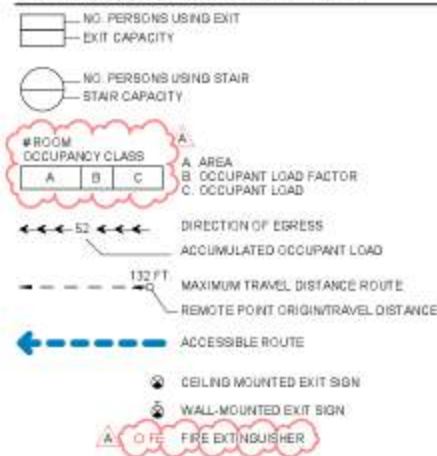 NO. PERSONS USING EXIT
EXIT CAPACITY
NO. PERSONS USING STAIR
STAIR CAPACITY
# ROOM
OCCUPANCY CLASS
A B C
A
A. AREA
B. OCCUPANT LOAD FACTOR
C. OCCUPANT LOAD
52
DIRECTION OF EGRESS
ACCUMULATED OCCUPANT LOAD
132 FT.
MAXIMUM TRAVEL DISTANCE ROUTE
REMOTE POINT ORIGIN/TRAVEL DISTANCE
ACCESSIBLE ROUTE
CEILING MOUNTED EXIT SIGN
WALL-MOUNTED EXIT SIGN
A FE FIRE EXTINGUISHER